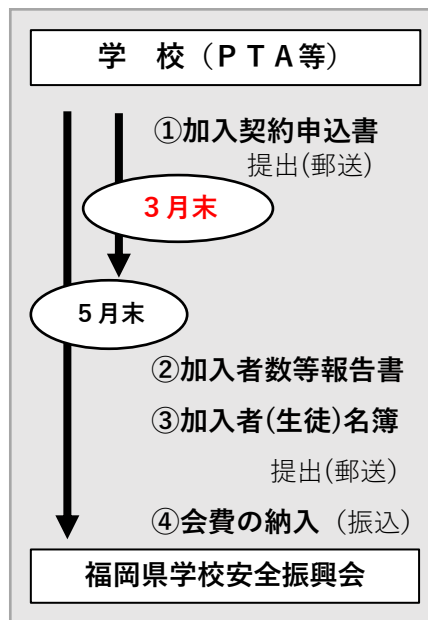 学 校（ＰＴＡ等）
①加入契約申込書
提出(郵送)
３月末
５月末
②加入者数等報告書
③加入者(生徒)名簿
提出(郵送)
④会費の納入（振込）
福岡県学校安全振興会